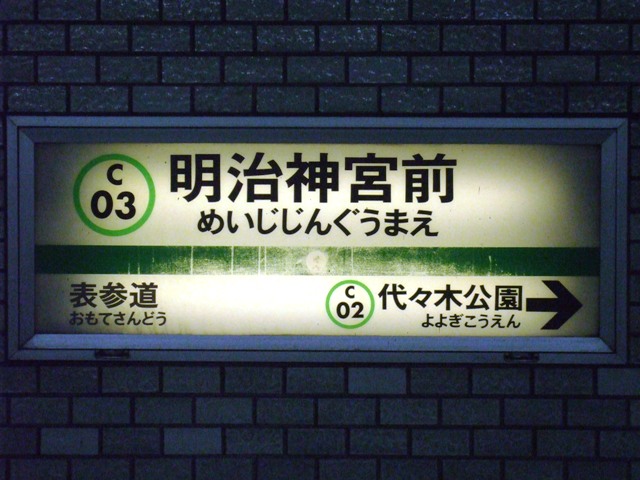 C
03
明治神宮前
めいじじんぐうまえ
表参道
おもてさんどう
C
02
代々木公園
よよぎこうえん